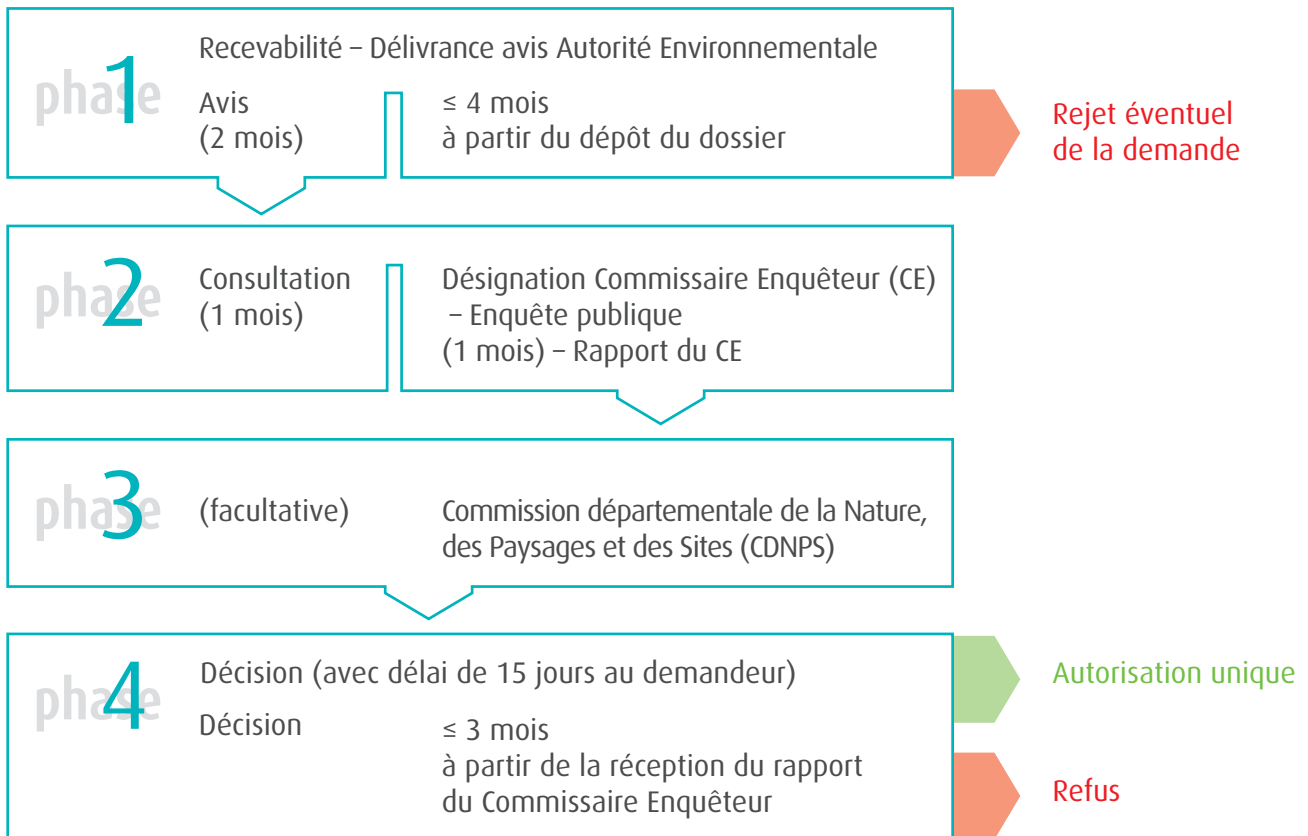 phase 1
Recevabilité – Délivrance avis Autorité Environnementale
Avis
(2 mois)
≤ 4 mois
à partir du dépôt du dossier
Rejet éventuel
de la demande
phase 2
Consultation
(1 mois)
Désignation Commissaire Enquêteur (CE)
– Enquête publique
(1 mois) – Rapport du CE
phase 3
(facultative)
Commission départementale de la Nature,
des Paysages et des Sites (CDNPS)
phase 4
Décision (avec délai de 15 jours au demandeur)
Décision
≤ 3 mois
à partir de la réception du rapport
du Commissaire Enquêteur
Autorisation unique
Refus